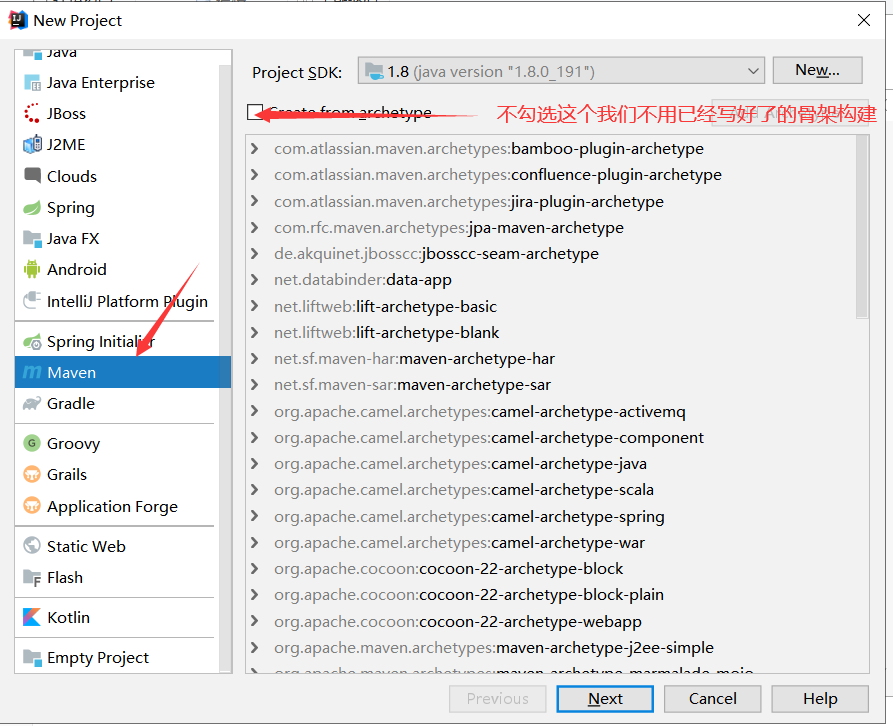 New Project
Java
Java Enterprise
JBoss
J2ME
Clouds
Spring
Java FX
Android
IntelliJ Platform Plugin
Spring Initializr
Maven
Gradle
Groovy
Grails
Application Forge
Static Web
Flash
Kotlin
Empty Project
Project SDK: 1.8 (java version "1.8.0_191") New...
Create from archetype 不勾选这个我们不用已经写好了的骨架构建
com.atlassian.maven.archetypes:bamboo-plugin-archetype
com.atlassian.maven.archetypes:confluence-plugin-archetype
com.atlassian.maven.archetypes:jira-plugin-archetype
com.rfc.maven.archetypes:jpa-maven-archetype
de.akquinet.jbosscc:jbosscc-seam-archetype
net.databinder:data-app
net.liftweb:lift-archetype-basic
net.liftweb:lift-archetype-blank
net.sf.maven-har:maven-archetype-har
net.sf.maven-sar:maven-archetype-sar
org.apache.camel.archetypes:camel-archetype-activemq
org.apache.camel.archetypes:camel-archetype-component
org.apache.camel.archetypes:camel-archetype-java
org.apache.camel.archetypes:camel-archetype-scala
org.apache.camel.archetypes:camel-archetype-spring
org.apache.camel.archetypes:camel-archetype-war
org.apache.cocoon:cocoon-22-archetype-block
org.apache.cocoon:cocoon-22-archetype-block-plain
org.apache.cocoon:cocoon-22-archetype-webapp
org.apache.maven.archetypes:maven-archetype-j2ee-simple
org.apache.maven.archetypes:maven-archetype-marmalade-mojo
Previous Next Cancel Help